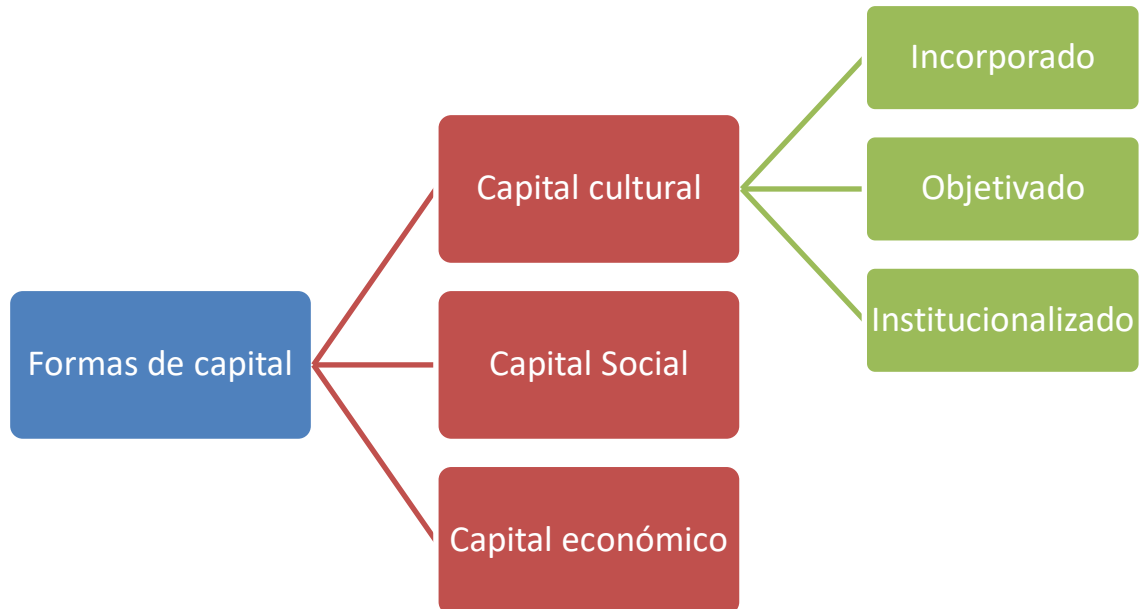 Formas de capital
Capital cultural
Incorporado
Objetivado
Institucionalizado
Capital Social
Capital económico